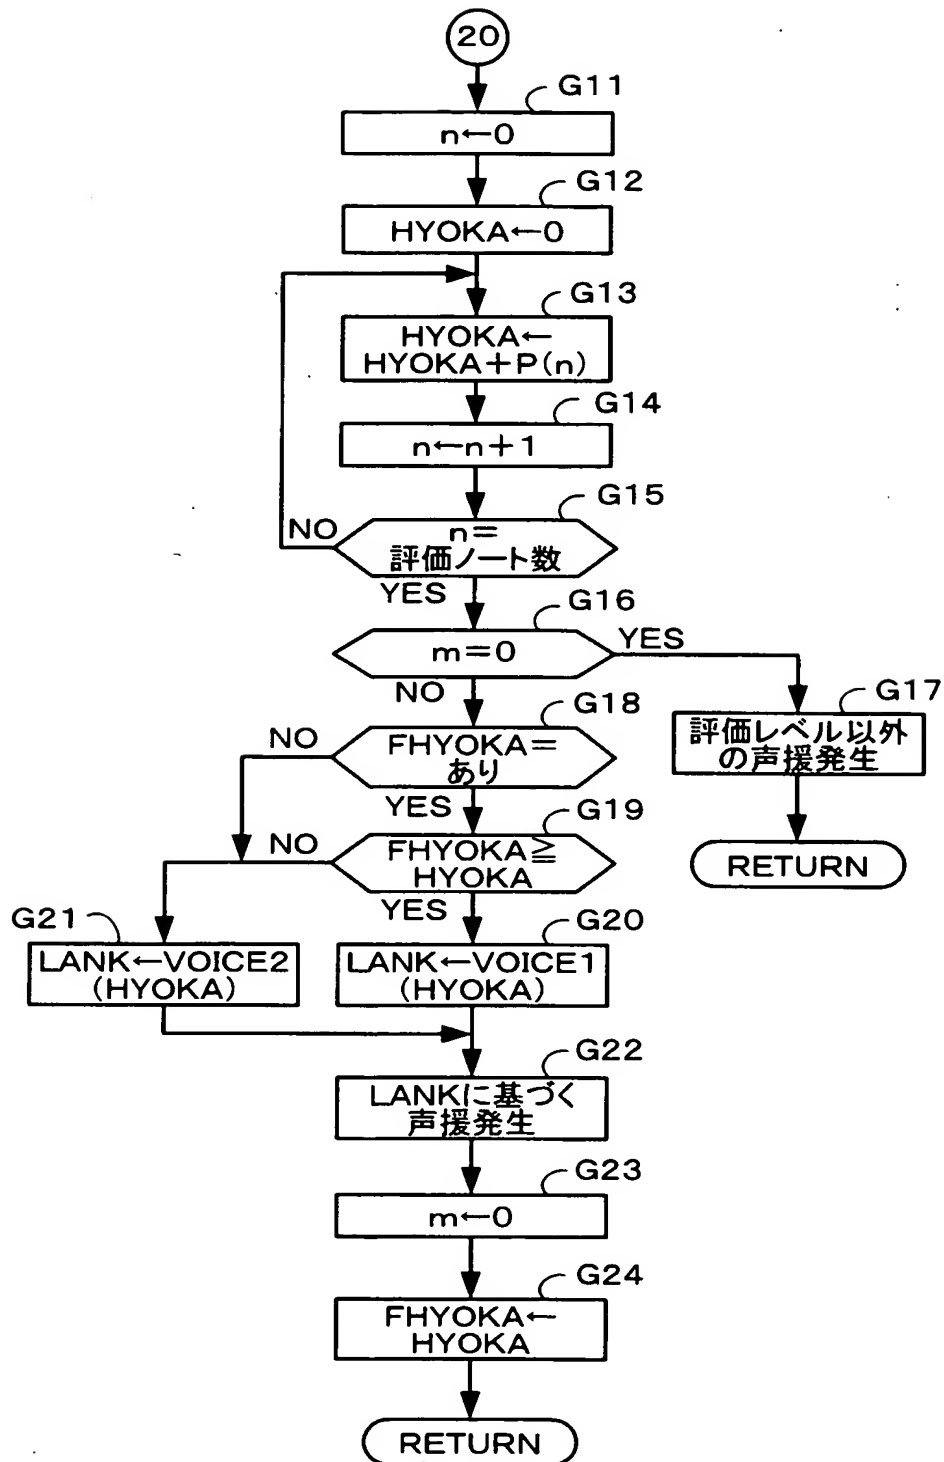 20
G11
n←0
G12
HYOKA←0
G13
HYOKA←
HYOKA+P(n)
G14
n←n+1
G15
NO
n=
評価ノート数
YES
G16
m=0
YES
NO
G17
評価レベル以外
の声援発生
RETURN
G18
NO
FHYOKA=
あり
YES
G19
NO
FHYOKA≧
HYOKA
YES
G21
LANK←VOICE2
(HYOKA)
G20
LANK←VOICE1
(HYOKA)
G22
LANKに基づく
声援発生
G23
m←0
G24
FHYOKA←
HYOKA
RETURN